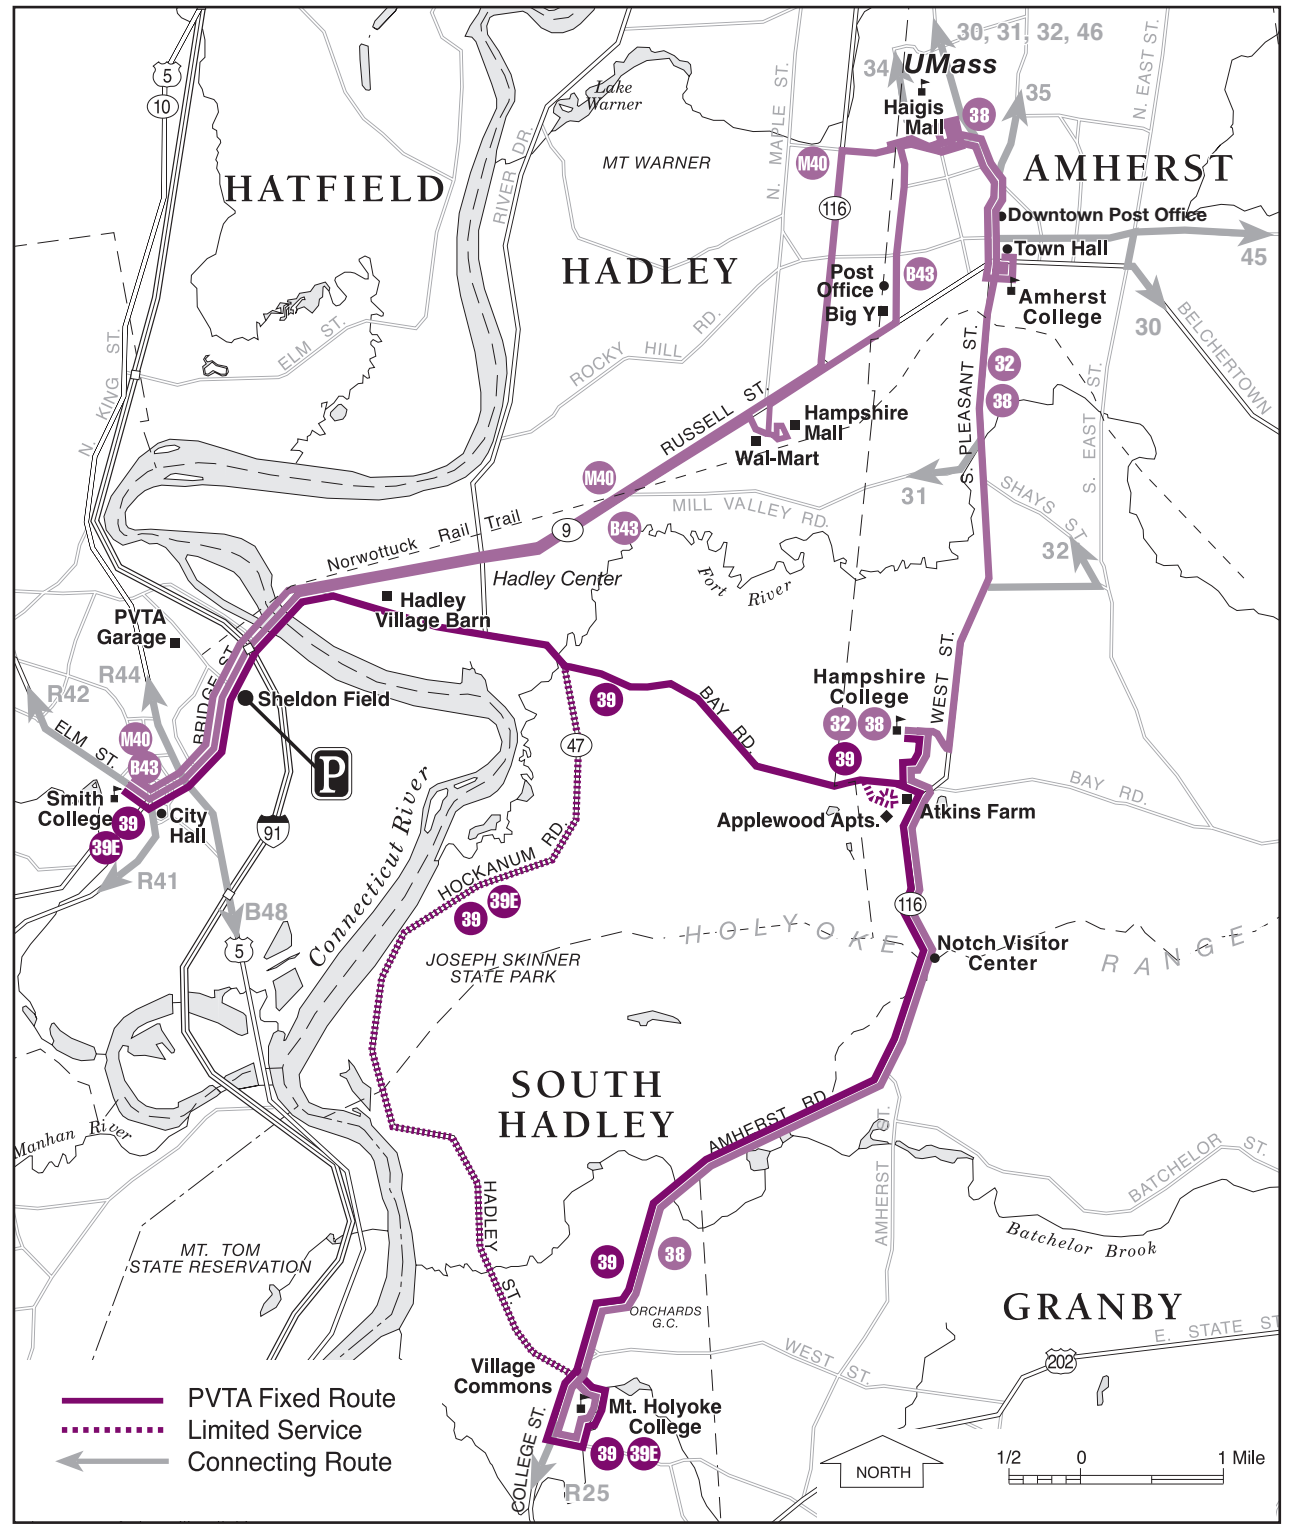 30, 31, 32, 46
34
UMass
5
10
Lake
Warner
Haigis
Mall
38
35
N. EAST ST.
N. MAPLE ST.
RIVER DR.
MT WARNER
M40
AMHERST
HATFIELD
116
Downtown Post Office
Town Hall
45
HADLEY
Post
Office
B43
Big Y
Amherst
College
30
BELCHERTOWN
N. KING ST.
ELM ST.
ROCKY HILL RD.
S. PLEASANT ST.
32
38
S. EAST ST.
RUSSELL ST.
Hampshire
Mall
Wal-Mart
M40
31
MILL VALLEY RD.
SHAYS ST.
32
Norwottuck Rail Trail
9
B43
Hadley Center
Fort River
Hadley
Village Barn
PVTA
Garage
R44
R42
BRIDGE ST.
Sheldon Field
WEST ST.
Hampshire
College
32
38
39
39
BAY RD.
ELM ST.
M40
B43
P
47
BAY RD.
Smith
College
39
39E
City
Hall
91
Applewood Apts.
Atkins Farm
R41
B48
5
Connecticut River
HOCKANUM RD.
39
39E
116
HOLYOKE RANGE
Notch Visitor
Center
JOSEPH SKINNER
STATE PARK
SOUTH
HADLEY
AMHERST RD.
Manhan River
AMHERST ST.
BATCHELOR ST.
Batchelor Brook
HADLEY ST.
MT. TOM
STATE RESERVATION
39
38
ORCHARDS
G.C.
GRANBY
E. STATE ST
202
WEST ST.
Village
Commons
Mt. Holyoke
College
39
39E
COLLEGE ST.
R25
PVTA Fixed Route
Limited Service
Connecting Route
NORTH
1/2 0 1 Mile